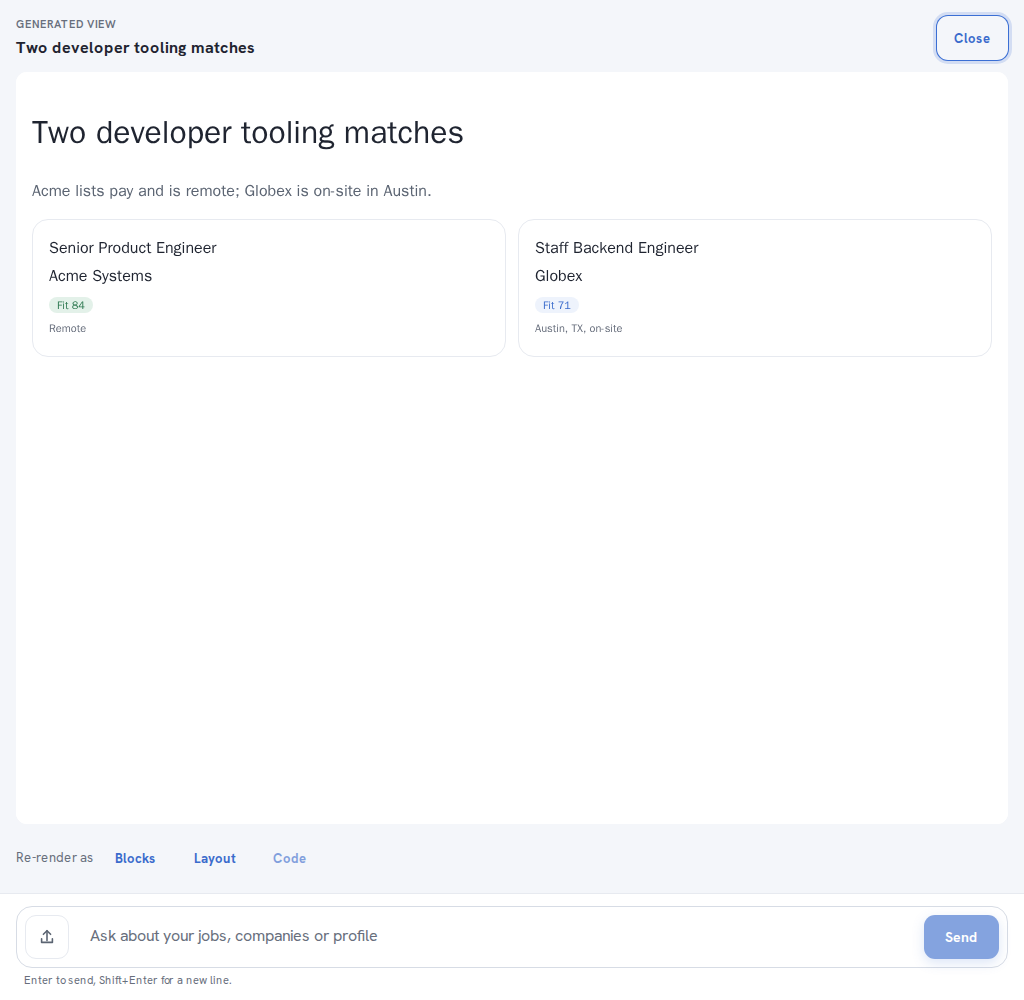 GENERATED VIEW
Two developer tooling matches
Close
Two developer tooling matches
Acme lists pay and is remote; Globex is on-site in Austin.
Senior Product Engineer
Acme Systems
Fit 84
Remote
Staff Backend Engineer
Globex
Fit 71
Austin, TX, on-site
Re-render as Blocks Layout Code
Ask about your jobs, companies or profile
Send
Enter to send, Shift+Enter for a new line.